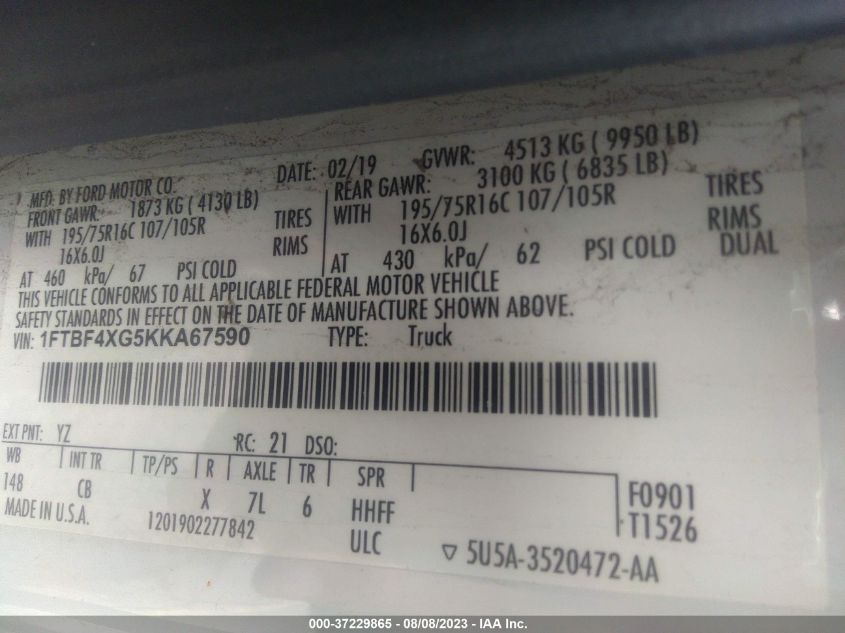 MFD. BY FORD MOTOR CO. DATE: 02/19 GVWR: 4513 KG ( 9950 LB)
FRONT GAWR: 1873 KG ( 4130 LB) REAR GAWR: 3100 KG ( 6835 LB)
WITH 195/75R16C 107/105R TIRES WITH 195/75R16C 107/105R TIRES
16X6.0J RIMS 16X6.0J RIMS
AT 460 kPa/ 67 PSI COLD AT 430 kPa/ 62 PSI COLD DUAL
THIS VEHICLE CONFORMS TO ALL APPLICABLE FEDERAL MOTOR VEHICLE
SAFETY STANDARDS IN EFFECT ON THE DATE OF MANUFACTURE SHOWN ABOVE.
VIN: 1FTBF4XG5KKA67590 TYPE: Truck
EXT PNT: YZ RC: 21 DSO:
WB INT TR TP/PS R AXLE TR SPR
148 CB X 7L 6 HHFF F0901
MADE IN U.S.A. 1201902277842 ULC T1526
▽ 5U5A-3520472-AA
000-37229865 - 08/08/2023 - IAA Inc.